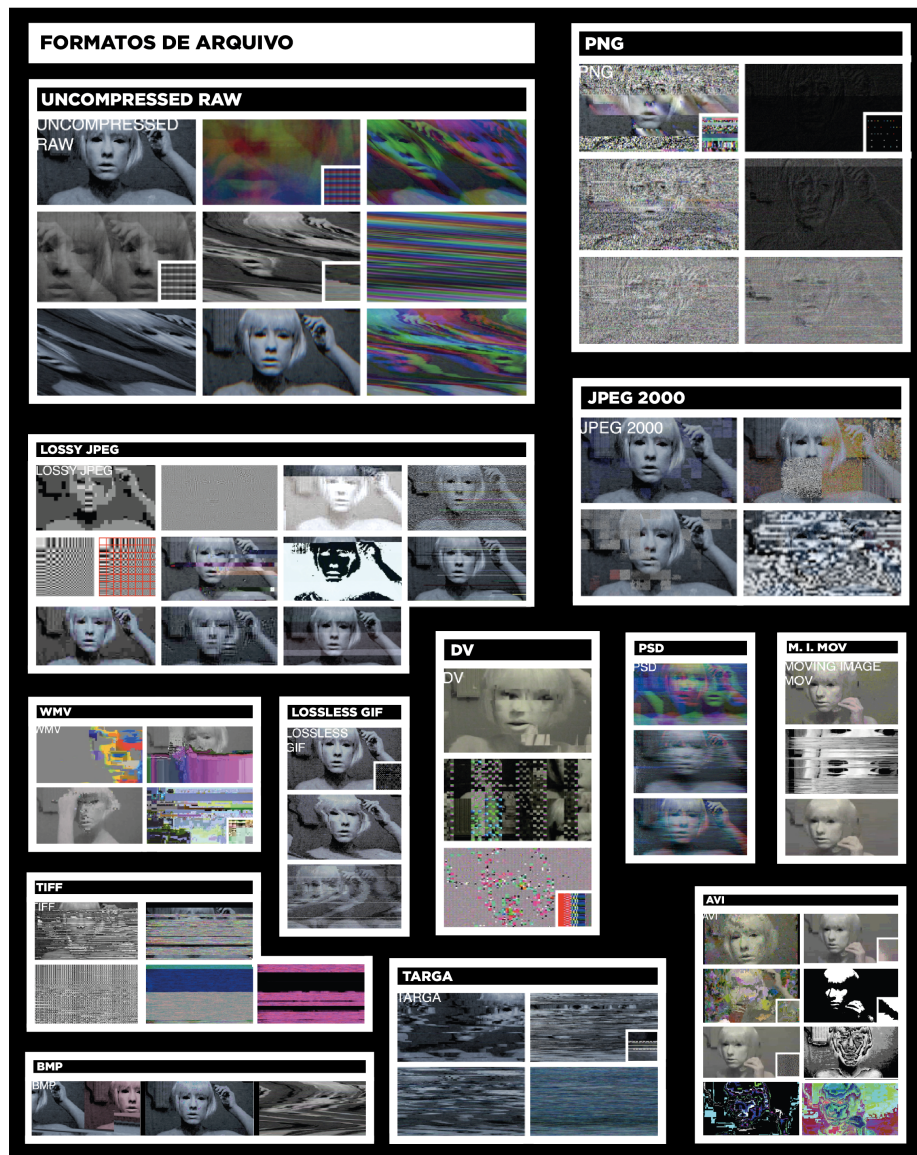 FORMATOS DE ARQUIVO
UNCOMPRESSED RAW
UNCOMPRESSED
RAW
PNG
PNG
JPEG 2000
JPEG 2000
LOSSY JPEG
LOSSY JPEG
DV
DV
PSD
PSD
M. I. MOV
MOVING IMAGE
MOV
WMV
WMV
LOSSLESS GIF
LOSSLESS
GIF
TIFF
TIFF
AVI
AVI
TARGA
TARGA
BMP
BMP